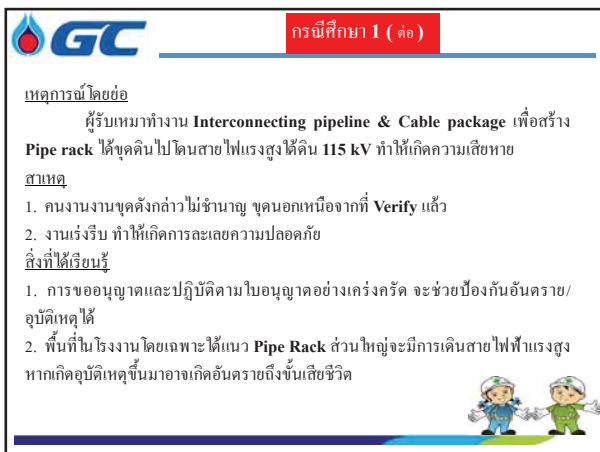 GC
กรณีศึกษา 1 ( ต่อ )
เหตุการณ์โดยย่อ
ผู้รับเหมาทำงาน Interconnecting pipeline & Cable package เพื่อสร้าง
Pipe rack ได้ขุดดินไปโดนสายไฟแรงสูงใต้ดิน 115 kV ทำให้เกิดความเสียหาย
สาเหตุ
1. คนงานงานขุดดังกล่าวไม่ชำนาญ ขุดนอกเหนือจากที่ Verify แล้ว
2. งานเร่งรีบ ทำให้เกิดการละเลยความปลอดภัย
สิ่งที่ได้เรียนรู้
1. การขออนุญาตและปฏิบัติตามใบอนุญาตอย่างเคร่งครัด จะช่วยป้องกันอันตราย/
อุบัติเหตุได้
2. พื้นที่ในโรงงานโดยเฉพาะใต้แนว Pipe Rack ส่วนใหญ่จะมีการเดินสายไฟฟ้าแรงสูง
หากเกิดอุบัติเหตุขึ้นมาอาจเกิดอันตรายถึงขั้นเสียชีวิต